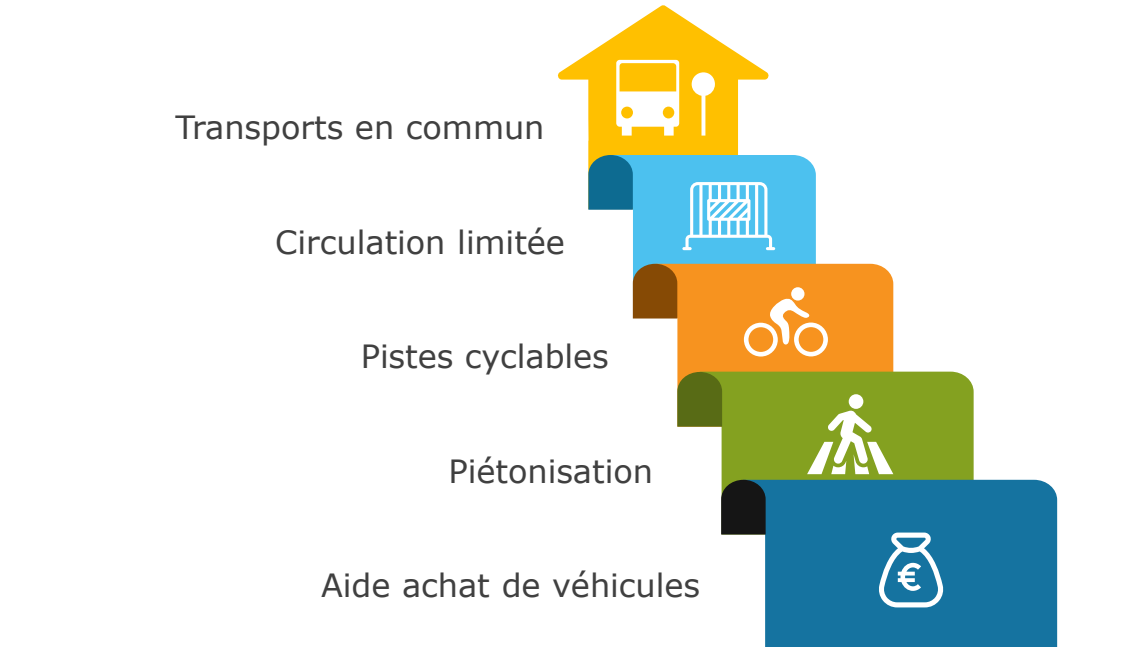 Transports en commun
Circulation limitée
Pistes cyclables
Piétonisation
Aide achat de véhicules
€